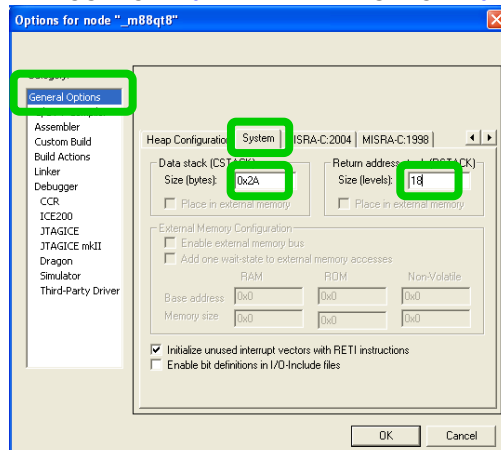 Options for node "_m88qt8"
General Options
Assembler
Custom Build
Build Actions
Linker
Debugger
CCR
ICE200
JTAGICE
JTAGICE mkII
Dragon
Simulator
Third-Party Driver
Heap Configuration System MISRA-C:2004 MISRA-C:1998
Data stack (CSTACK) Return address stack (RSTACK)
Size (bytes): 0x2A Size (levels): 18
Place in external memory Place in external memory
External Memory Configuration
Enable external memory bus
Add one wait-state to external memory accesses
RAM ROM Non-Volatile
Base address 0x0 0x0 0x0
Memory size 0x0 0x0 0x0
Initialize unused interrupt vectors with RETI instructions
Enable bit definitions in I/O-Include files
OK Cancel